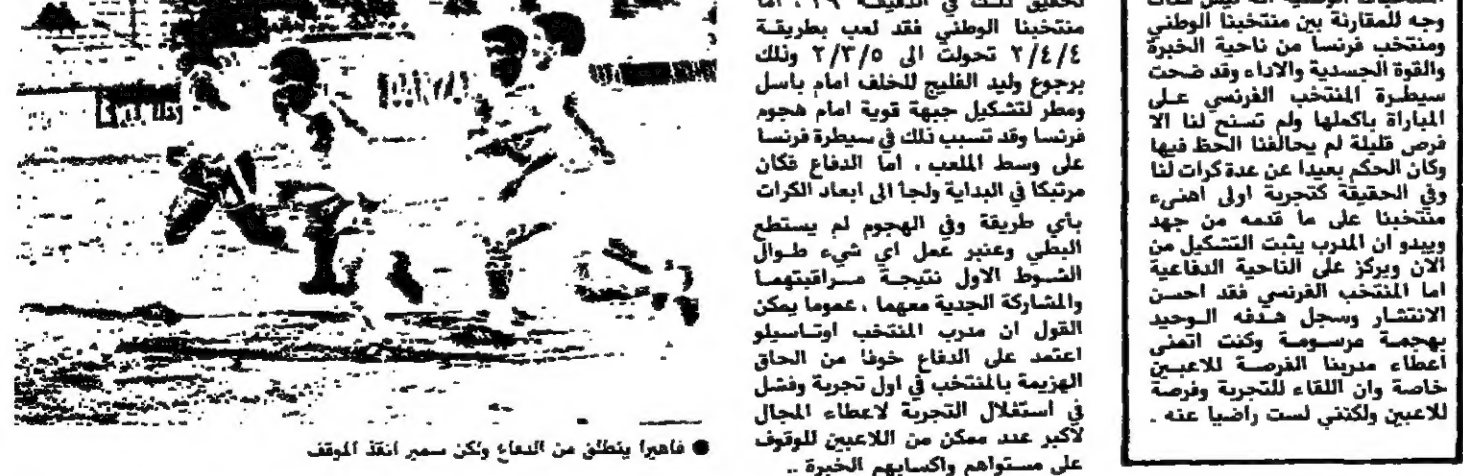 وجه للمقارنة بين منتخبنا الوطني
ومنتخب فرنسا من ناحية الخبرة
والقوة الجسدية والاداء وقد ضحت
سيطرة المنتخب الفرنسي على
المباراة باكملها ولم تسنح لنا الا
فرص قليلة لم يحالفنا الحظ فيها
وكان الحكم بعيدا عن عدة كرات لنا
وفي الحقيقة كتجربة اولى اهنىء
منتخبنا على ما قدمه من جهد
ويبدو ان المدرب يثبت التشكيل من
الان ويركز على الناحية الدفاعية
اما المنتخب الفرنسي فقد احسن
الانتشار وسجل هدفه الوحيد
بهجمة مرسومة وكنت اتمنى
اعطاء مدربنا الفرصة للاعبين
خاصة وان اللقاء للتجربة وفرصة
للاعبين ولكنني لست راضيا عنه .
لتحقيق ذلك في الدقيقة ٢٩ ، اما
منتخبنا الوطني فقد لعب بطريقة
٢/٤/٤ تحولت الى ٢/٣/٥ وذلك
برجوع وليد الفليج للخلف امام باسل
ومطر لتشكيل جبهة قوية امام هجوم
فرنسا وقد تسبب ذلك في سيطرة فرنسا
على وسط الملعب ، اما الدفاع فكان
مرتبكا في البداية ولجأ الى ابعاد الكرات
بأي طريقة وفي الهجوم لم يستطع
البطي وعنبر عمل اي شيء طوال
الشوط الاول نتيجة مراقبتهما
والمشاركة الجدية معهما ، عموما يمكن
القول ان مدرب المنتخب اوتاسيلو
اعتمد على الدفاع خوفا من الحاق
الهزيمة بالمنتخب في اول تجربة وفشل
في استغلال التجربة لاعطاء المجال
لأكبر عدد ممكن من اللاعبين للوقوف
على مستواهم واكسابهم الخبرة ..
● فاهيرا ينطلق من الدفاع ولكن سمير انقذ الموقف